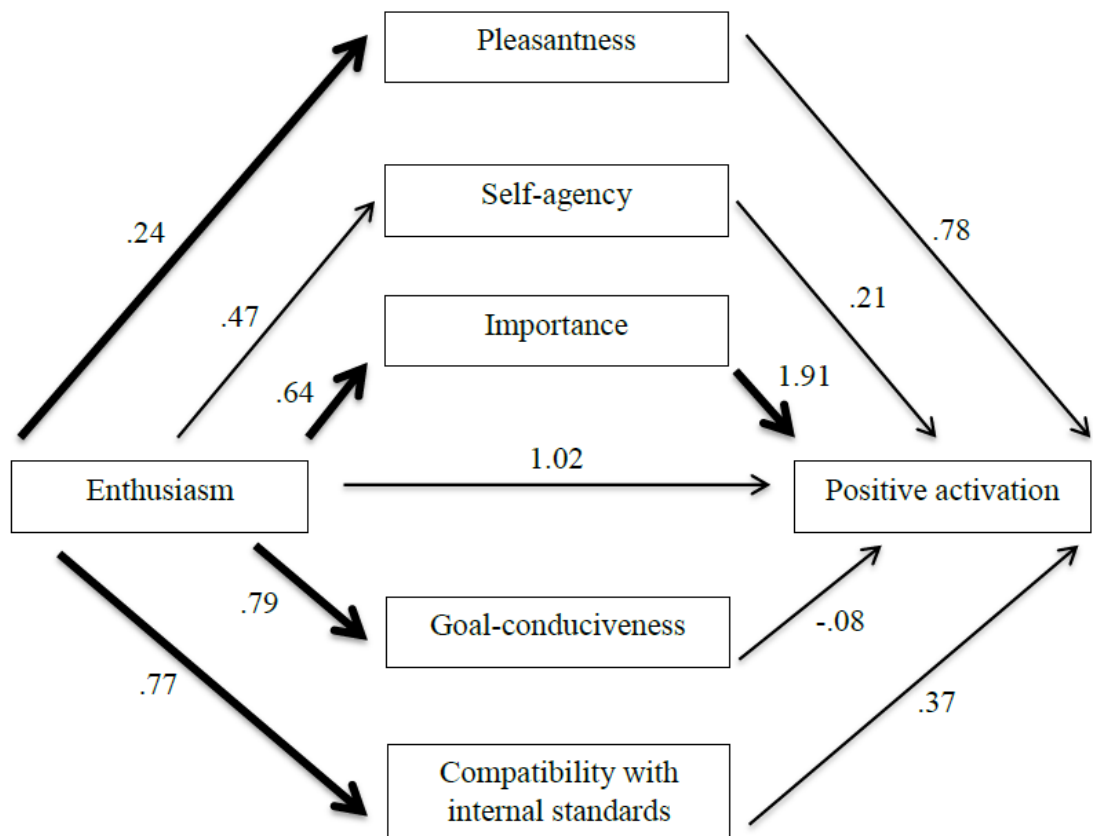 Pleasantness
.24
.78
Self-agency
.47
.21
Importance
.64
1.91
Enthusiasm
1.02
Positive activation
.79
Goal-conduciveness
-.08
.77
.37
Compatibility with
internal standards